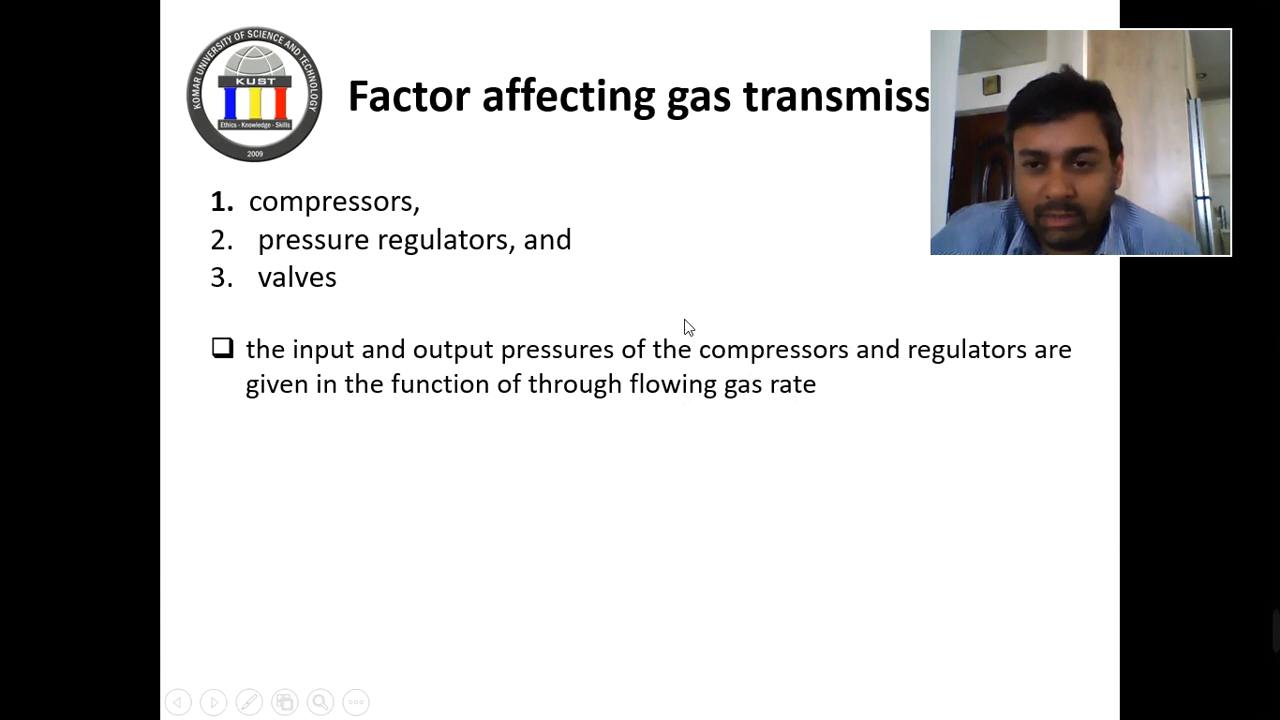 KOMAR UNIVERSITY OF SCIENCE AND TECHNOLOGY
KUST
Ethics - Knowledge - Skills
2009
Factor affecting gas transmiss
1. compressors,
2. pressure regulators, and
3. valves
the input and output pressures of the compressors and regulators are
given in the function of through flowing gas rate